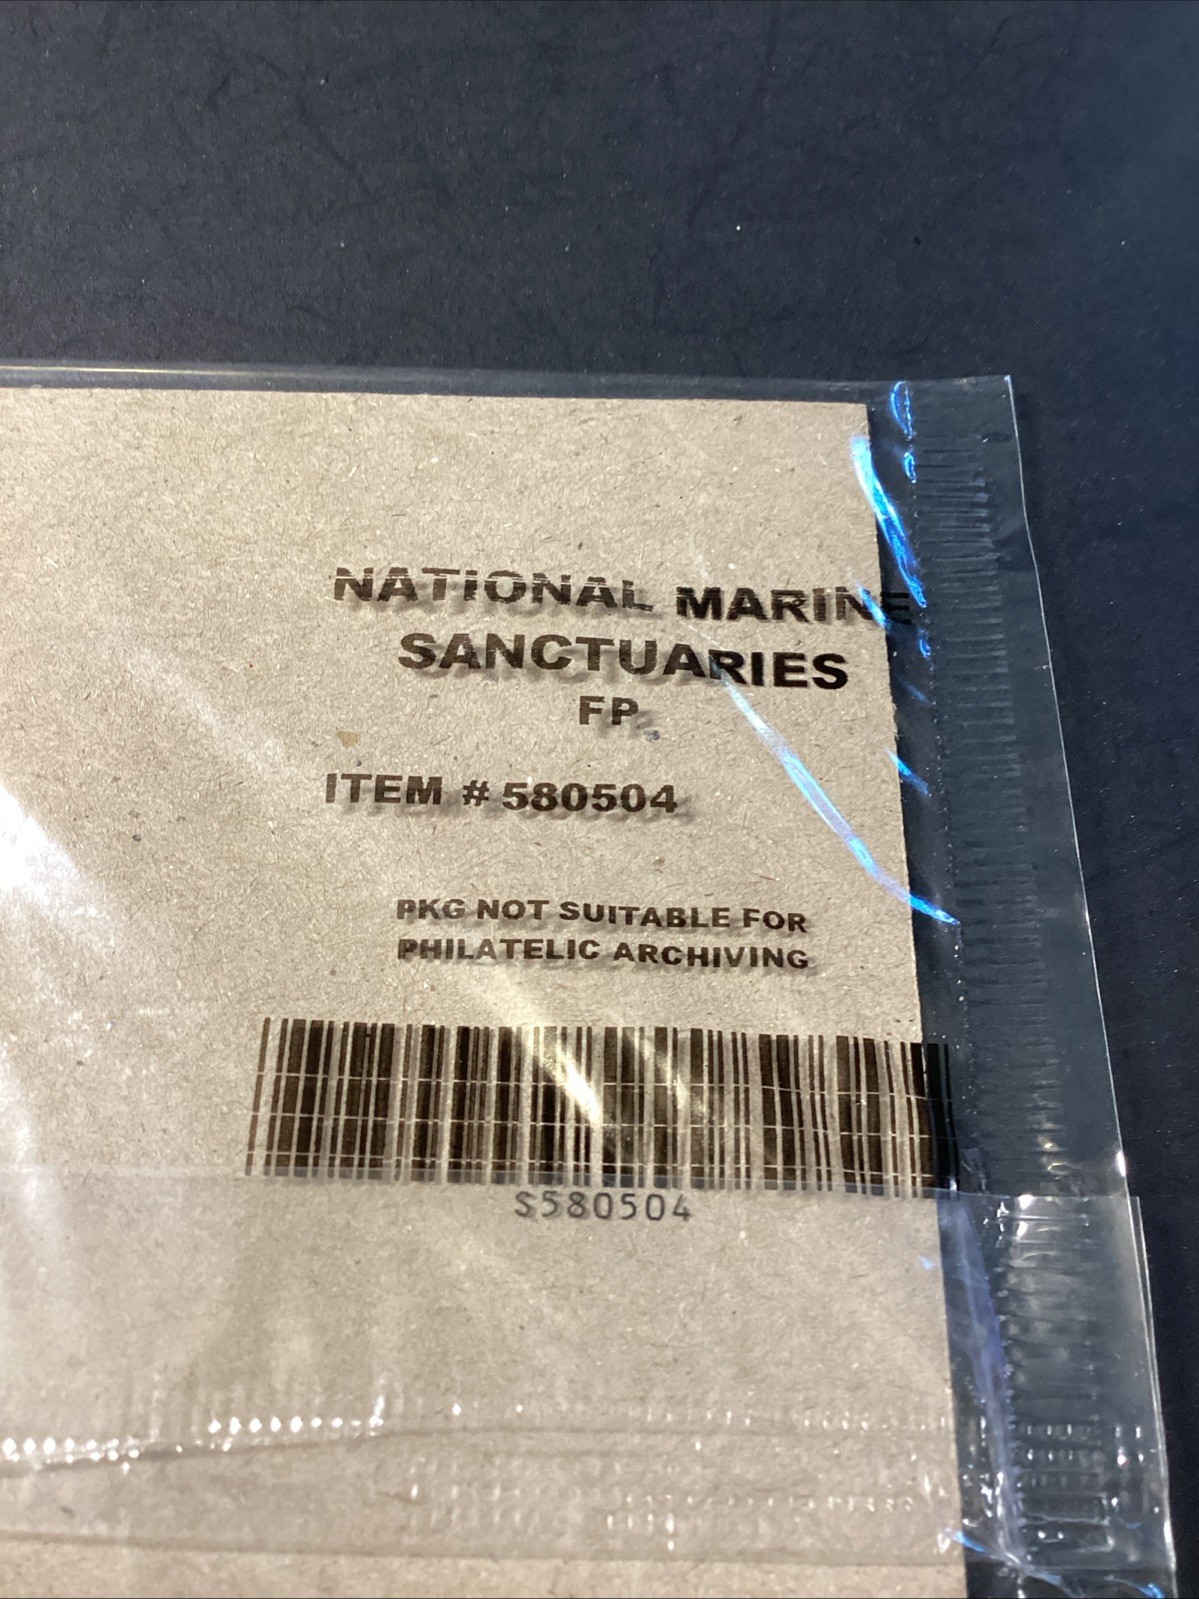 NATIONAL MARINE
SANCTUARIES
FP
ITEM # 580504
PKG NOT SUITABLE FOR
PHILATELIC ARCHIVING
S580504